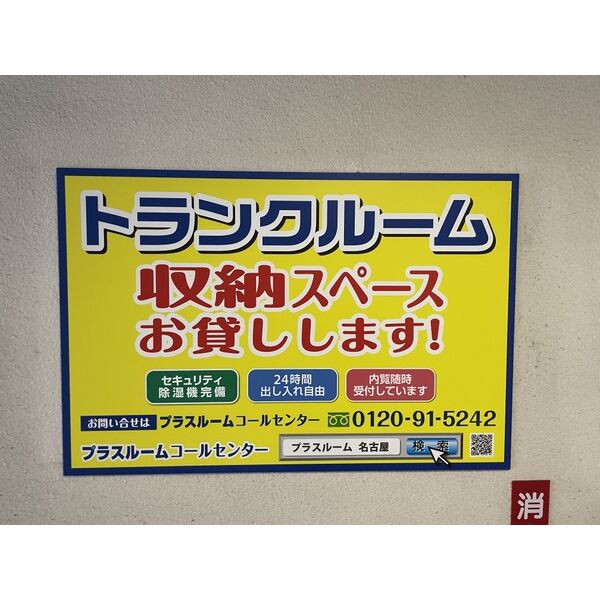 トランクルーム
収納スペース
お貸しします!
セキュリティ
除湿機完備
24時間
出し入れ自由
内覧随時
受付しています
お問い合せは プラスルームコールセンター 0120-91-5242
プラスルームコールセンター プラスルーム 名古屋 検索
消